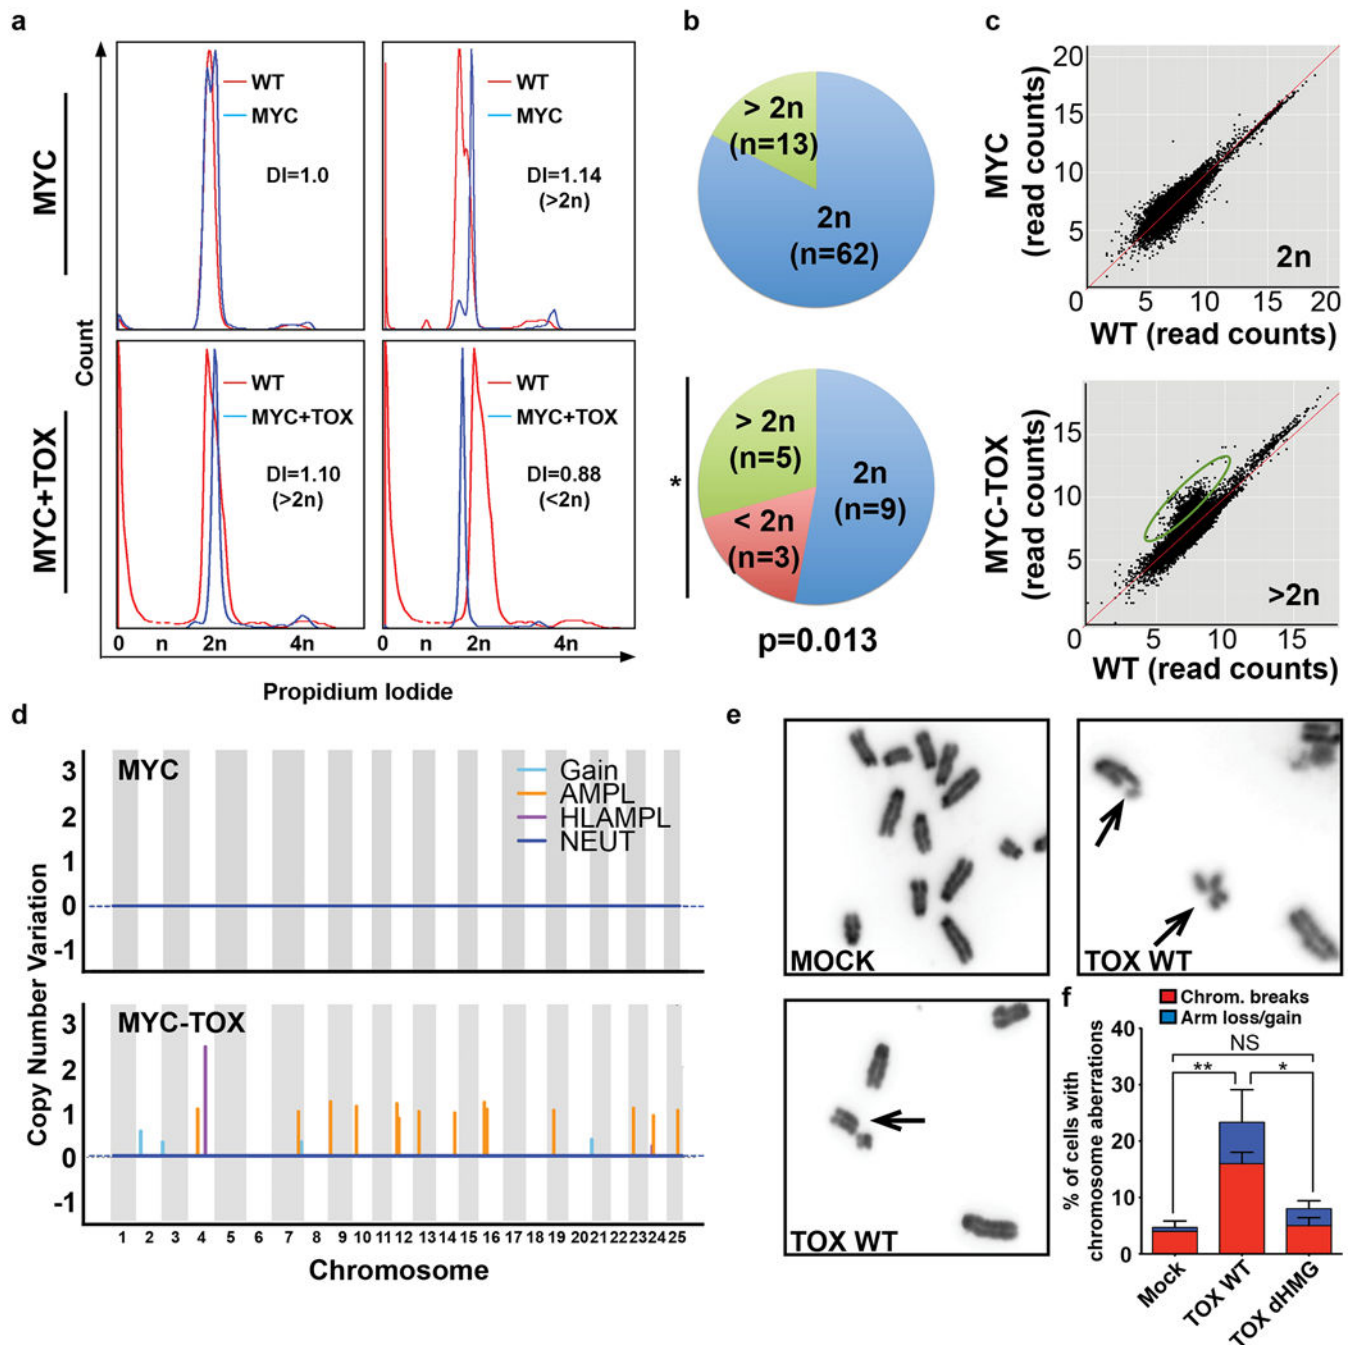 a
MYC
Count
WT
MYC
DI=1.0
WT
MYC
DI=1.14
(>2n)
MYC+TOX
WT
MYC+TOX
DI=1.10
(>2n)
WT
MYC+TOX
DI=0.88
(<2n)
0 n 2n 4n
0 n 2n 4n
Propidium Iodide
b
> 2n
(n=13)
2n
(n=62)
*
> 2n
(n=5)
2n
(n=9)
< 2n
(n=3)
p=0.013
c
MYC
(read counts)
20
15
10
5
0 5 10 15 20
2n
WT (read counts)
MYC-TOX
(read counts)
15
10
5
0 5 10 15
>2n
WT (read counts)
d
Copy Number Variation
MYC
3
2
1
0
-1
Gain
AMPL
HLAMPL
NEUT
MYC-TOX
3
2
1
0
-1
1 2 3 4 5 6 7 8 9 10 11 12 13 14 15 16 17 18 19 20 21 22 23 24 25
Chromosome
e
MOCK
TOX WT
TOX WT
f
Chrom. breaks
Arm loss/gain
% of cells with
chromosome aberrations
40
30
20
10
0
NS
** *
Mock
TOX WT
TOX dHMG